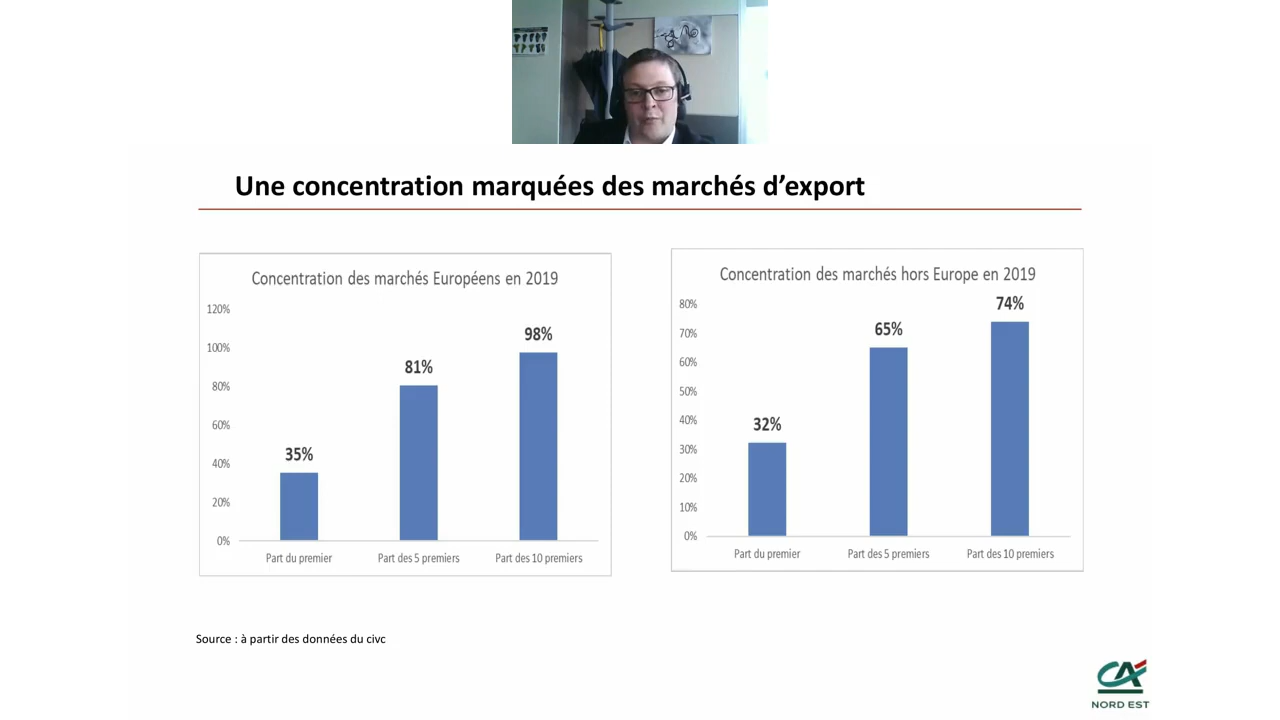 Une concentration marquées des marchés d’export
Concentration des marchés Européens en 2019
120%
100%
80%
60%
40%
20%
0%
35%
81%
98%
Part du premier
Part des 5 premiers
Part des 10 premiers
Concentration des marchés hors Europe en 2019
80%
70%
60%
50%
40%
30%
20%
10%
0%
32%
65%
74%
Part du premier
Part des 5 premiers
Part des 10 premiers
Source : à partir des données du civc
CA
NORD EST